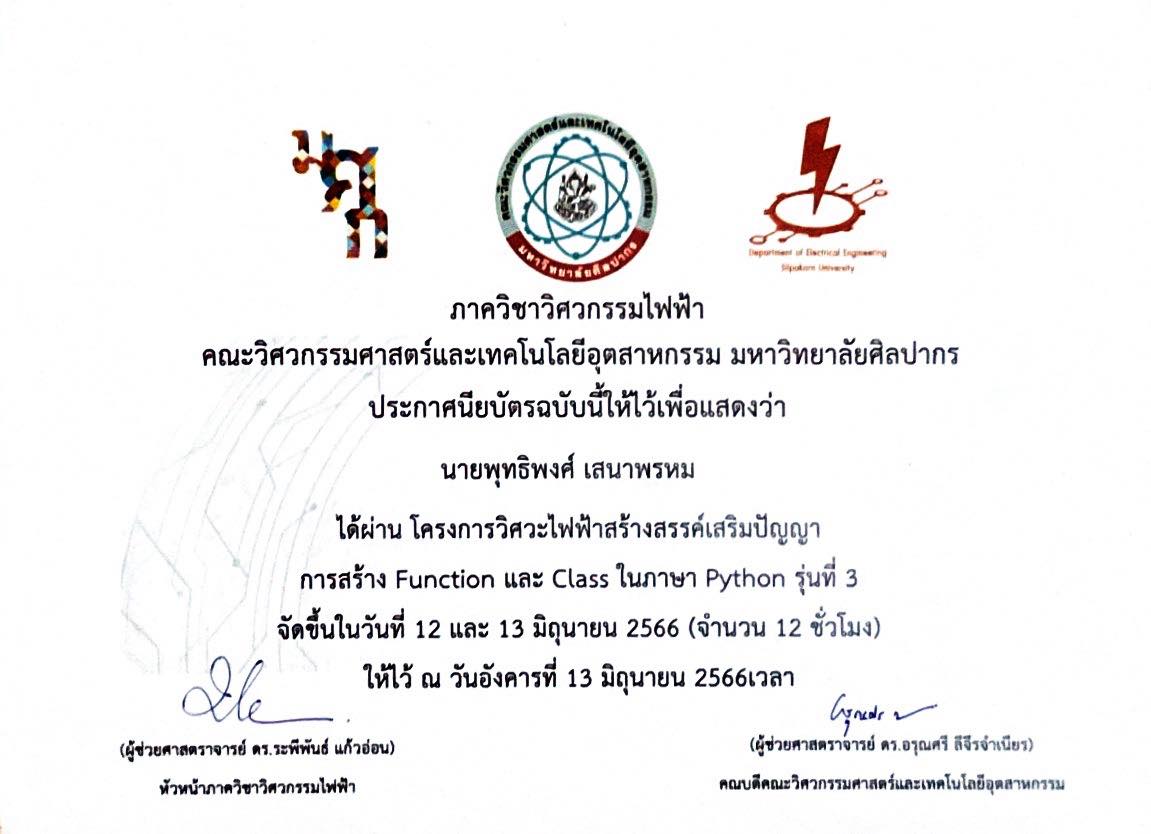 มศก
คณะวิศวกรรมศาสตร์และเทคโนโลยีอุตสาหกรรม
มหาวิทยาลัยศิลปากร
Department of Electrical Engineering
Silpakorn University
ภาควิชาวิศวกรรมไฟฟ้า
คณะวิศวกรรมศาสตร์และเทคโนโลยีอุตสาหกรรม มหาวิทยาลัยศิลปากร
ประกาศนียบัตรฉบับนี้ให้ไว้เพื่อแสดงว่า
นายพุทธิพงศ์ เสนาพรหม
ได้ผ่าน โครงการวิศวะไฟฟ้าสร้างสรรค์เสริมปัญญา
การสร้าง Function และ Class ในภาษา Python รุ่นที่ 3
จัดขึ้นในวันที่ 12 และ 13 มิถุนายน 2566 (จำนวน 12 ชั่วโมง)
ให้ไว้ ณ วันอังคารที่ 13 มิถุนายน 2566เวลา
(ผู้ช่วยศาสตราจารย์ ดร.ระพีพันธ์ แก้วอ่อน)
หัวหน้าภาควิชาวิศวกรรมไฟฟ้า
(ผู้ช่วยศาสตราจารย์ ดร.อรุณศรี ลีจีรจำเนียร)
คณบดีคณะวิศวกรรมศาสตร์และเทคโนโลยีอุตสาหกรรม